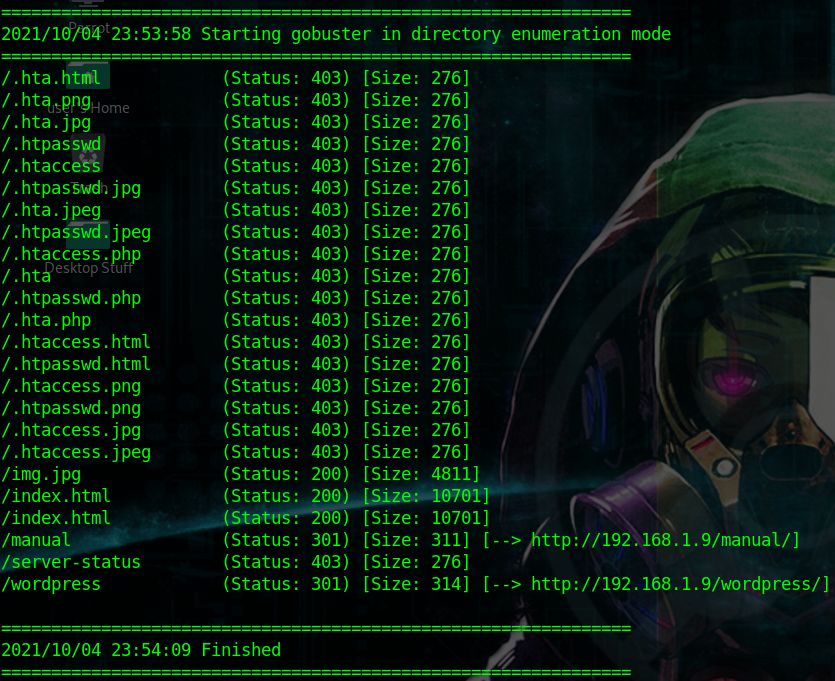 ==============================================================
2021/10/04 23:53:58 Starting gobuster in directory enumeration mode
==============================================================
/.hta.html (Status: 403) [Size: 276]
/.hta.png (Status: 403) [Size: 276]
/.hta.jpg (Status: 403) [Size: 276]
/.htpasswd (Status: 403) [Size: 276]
/.htaccess (Status: 403) [Size: 276]
/.htpasswd.jpg (Status: 403) [Size: 276]
/.hta.jpeg (Status: 403) [Size: 276]
/.htpasswd.jpeg (Status: 403) [Size: 276]
/.htaccess.php (Status: 403) [Size: 276]
/.hta (Status: 403) [Size: 276]
/.htpasswd.php (Status: 403) [Size: 276]
/.hta.php (Status: 403) [Size: 276]
/.htaccess.html (Status: 403) [Size: 276]
/.htpasswd.html (Status: 403) [Size: 276]
/.htaccess.png (Status: 403) [Size: 276]
/.htpasswd.png (Status: 403) [Size: 276]
/.htaccess.jpg (Status: 403) [Size: 276]
/.htaccess.jpeg (Status: 403) [Size: 276]
/img.jpg (Status: 200) [Size: 4811]
/index.html (Status: 200) [Size: 10701]
/index.html (Status: 200) [Size: 10701]
/manual (Status: 301) [Size: 311] [--> http://192.168.1.9/manual/]
/server-status (Status: 403) [Size: 276]
/wordpress (Status: 301) [Size: 314] [--> http://192.168.1.9/wordpress/]
==============================================================
2021/10/04 23:54:09 Finished
==============================================================
Parrot
user's Home
Trash
Desktop Stuff